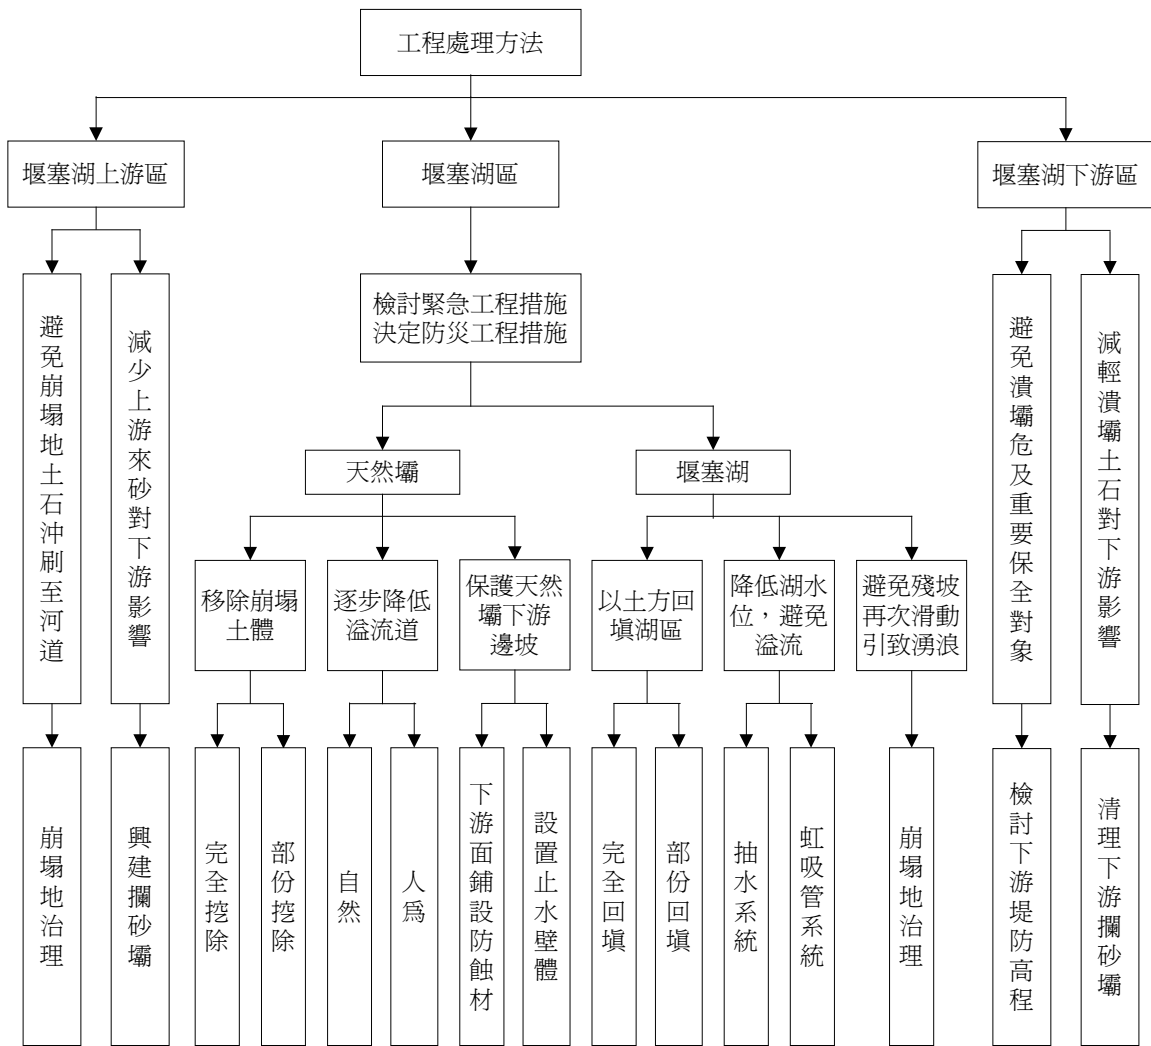 工程處理方法
堰塞湖上游區
堰塞湖區
堰塞湖下游區
避免崩塌地土石沖刷至河道
減少上游來砂對下游影響
檢討緊急工程措施
決定防災工程措施
避免潰壩危及重要保全對象
減輕潰壩土石對下游影響
天然壩
堰塞湖
移除崩塌
土體
逐步降低
溢流道
保護天然
壩下游
邊坡
以土方回
填湖區
降低湖水
位，避免
溢流
避免殘坡
再次滑動
引致湧浪
崩塌地治理
興建攔砂壩
完全挖除
部份挖除
自然
人為
下游面鋪設防蝕材
設置止水壁體
完全回填
部份回填
抽水系統
虹吸管系統
崩塌地治理
檢討下游堤防高程
清理下游攔砂壩